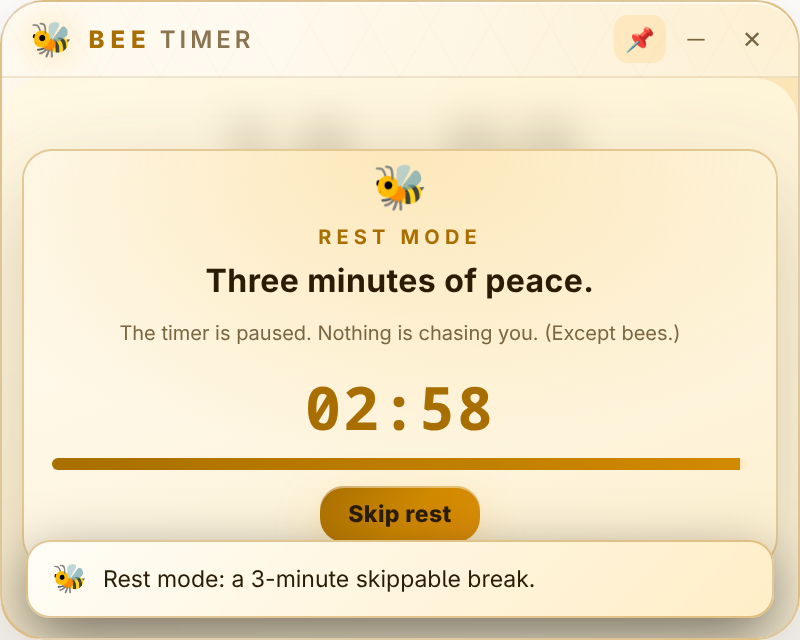 BEE TIMER
REST MODE
Three minutes of peace.
The timer is paused. Nothing is chasing you. (Except bees.)
02:58
Skip rest
Rest mode: a 3-minute skippable break.